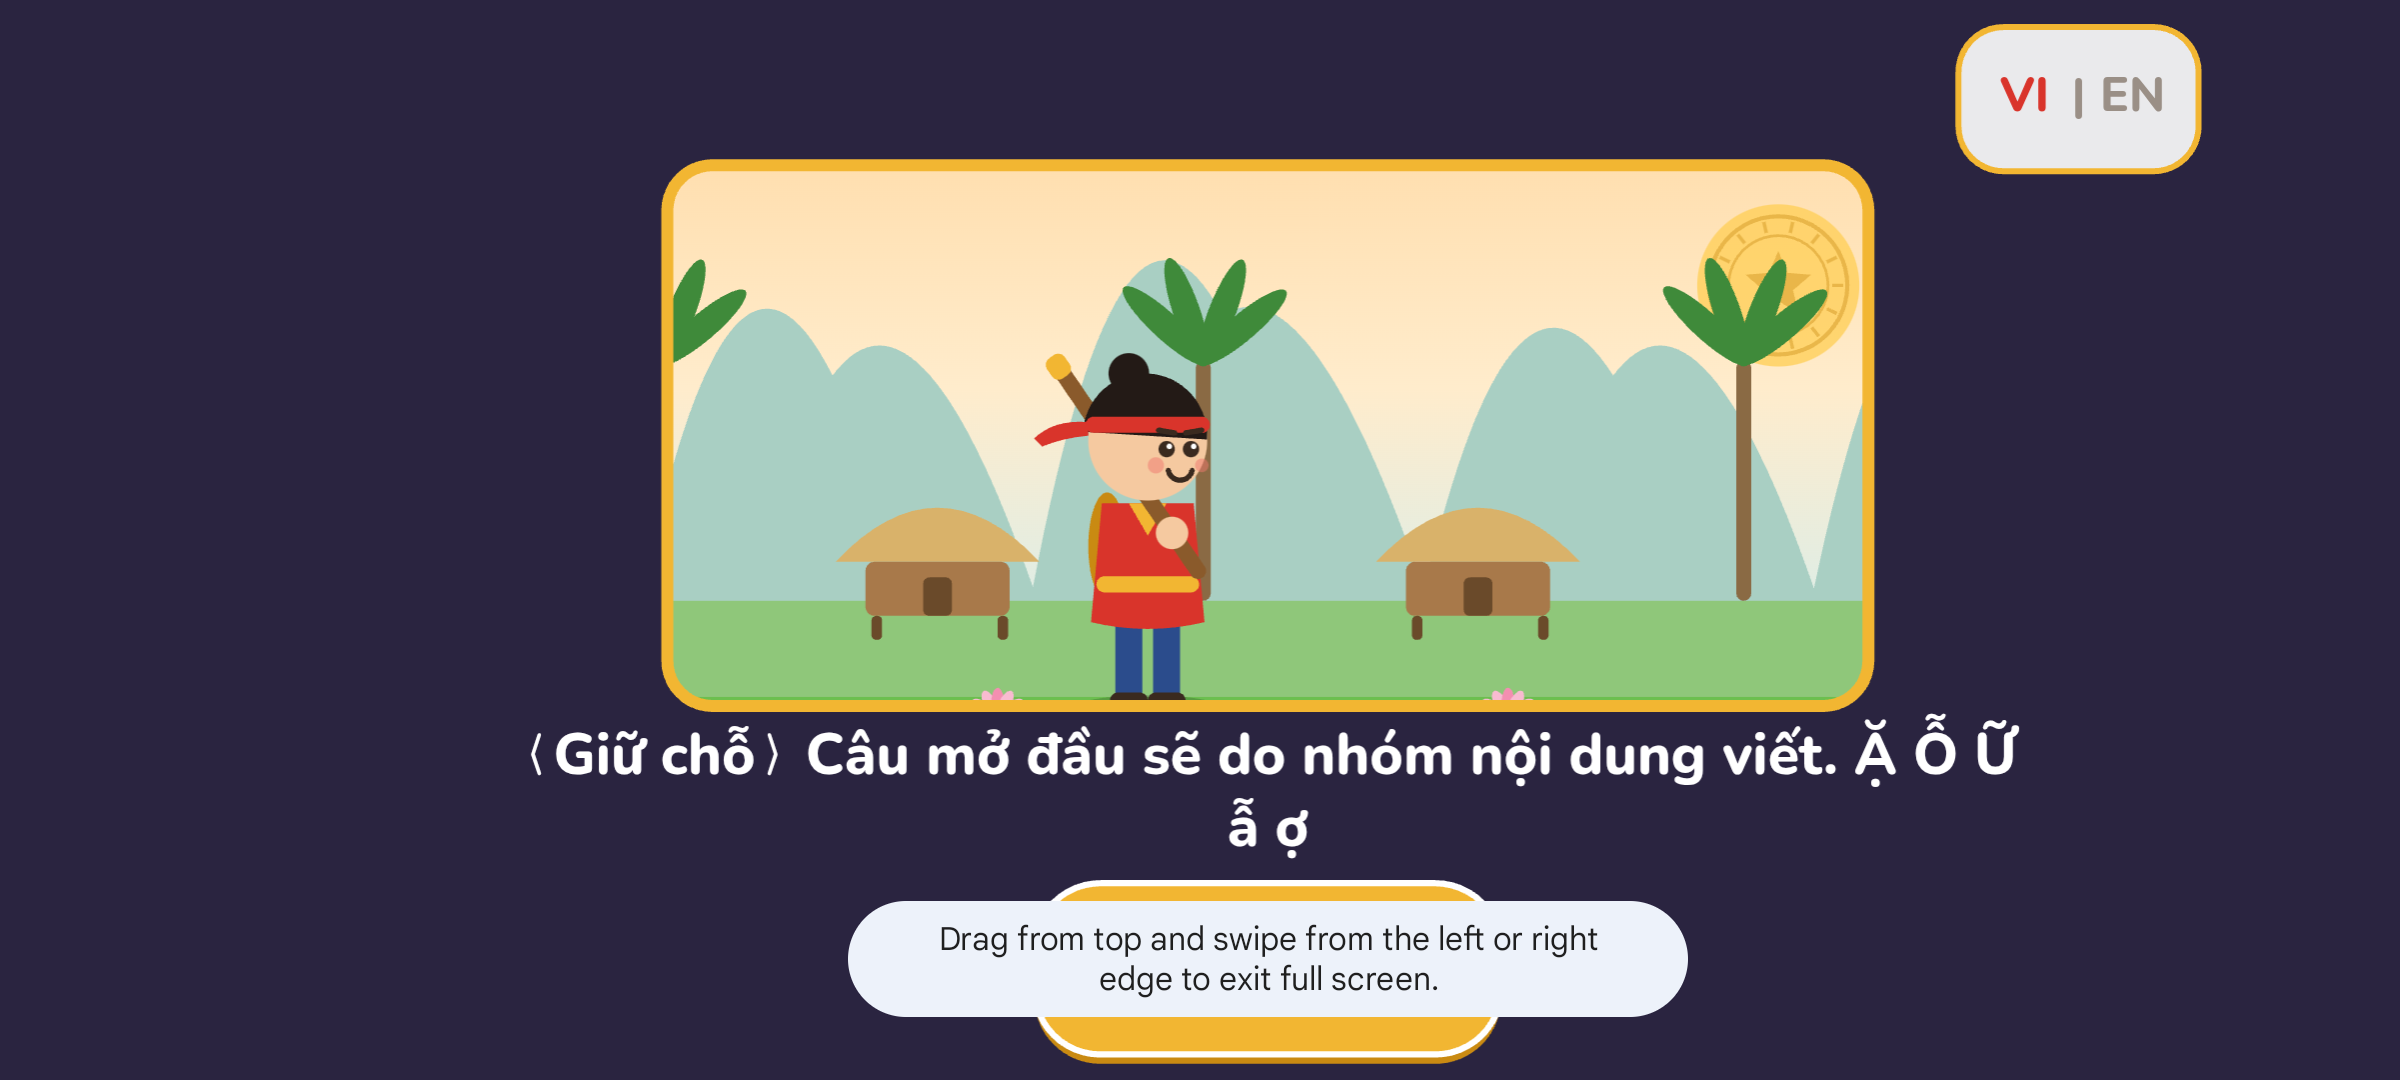 VI | EN
⟨Giữ chỗ⟩ Câu mở đầu sẽ do nhóm nội dung viết. Ặ Ỗ Ữ
ẫ ợ
Drag from top and swipe from the left or right
edge to exit full screen.